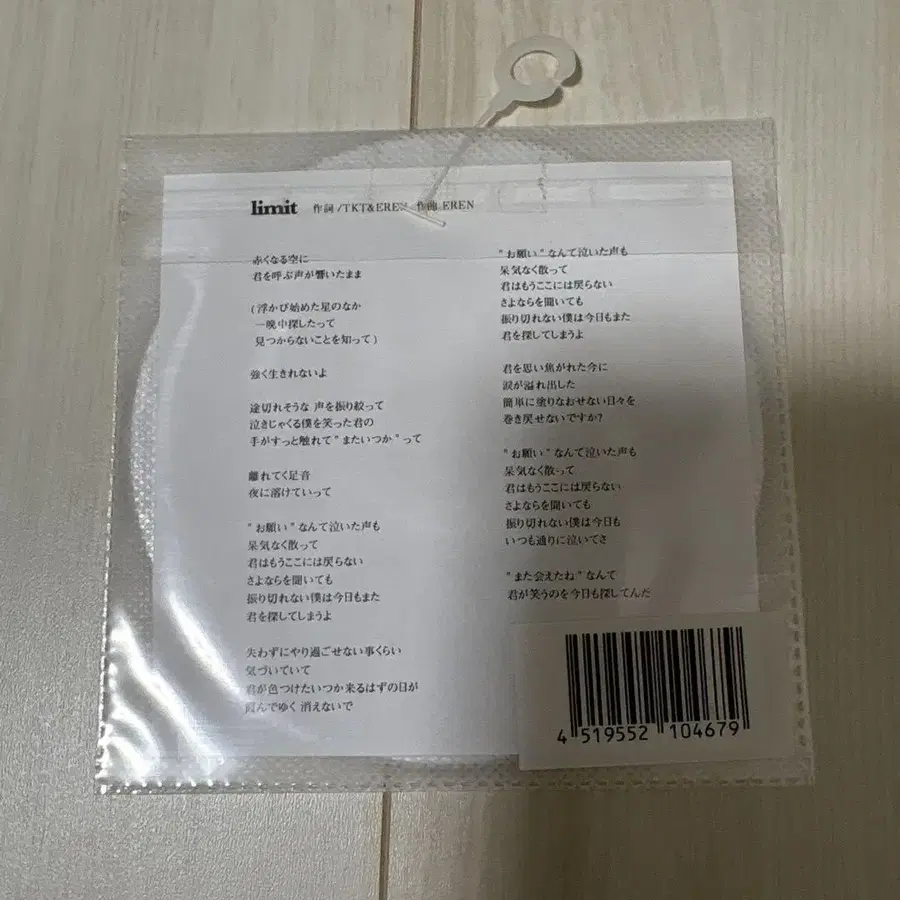 limit 作詞/TKT&EREN 作曲 EREN
赤くなる空に
君を呼ぶ声が響いたまま
(浮かび始めた星のなか
一晩中探したって
見つからないことを知って)
強く生きれないよ
途切れそうな 声を振り絞って
泣きじゃくる僕を笑った君の
手がすっと触れて"またいつか"って
離れてく足音
夜に溶けていって
"お願い"なんて泣いた声も
呆気なく散って
君はもうここには戻らない
さよならを聞いても
振り切れない僕は今日もまた
君を探してしまうよ
失わずにやり過ごせない事くらい
気づいていて
君が色つけたいつか来るはずの日が
んでゆく 消えないで
"お願い"なんて泣いた声も
呆気なく散って
君はもうここには戻らない
さよならを聞いても
振り切れない僕は今日もまた
君を探してしまうよ
君を思い焦がれた今に
涙が溢れ出した
簡単に塗りなおせない日々を
巻き戻せないですか?
"お願い"なんて泣いた声も
呆気なく散って
君はもうここには戻らない
さよならを聞いても
振り切れない僕は今日も
いつも通りに泣いてさ
"また会えたね"なんて
君が笑うのを今日も探してんだ
4 519552 104679